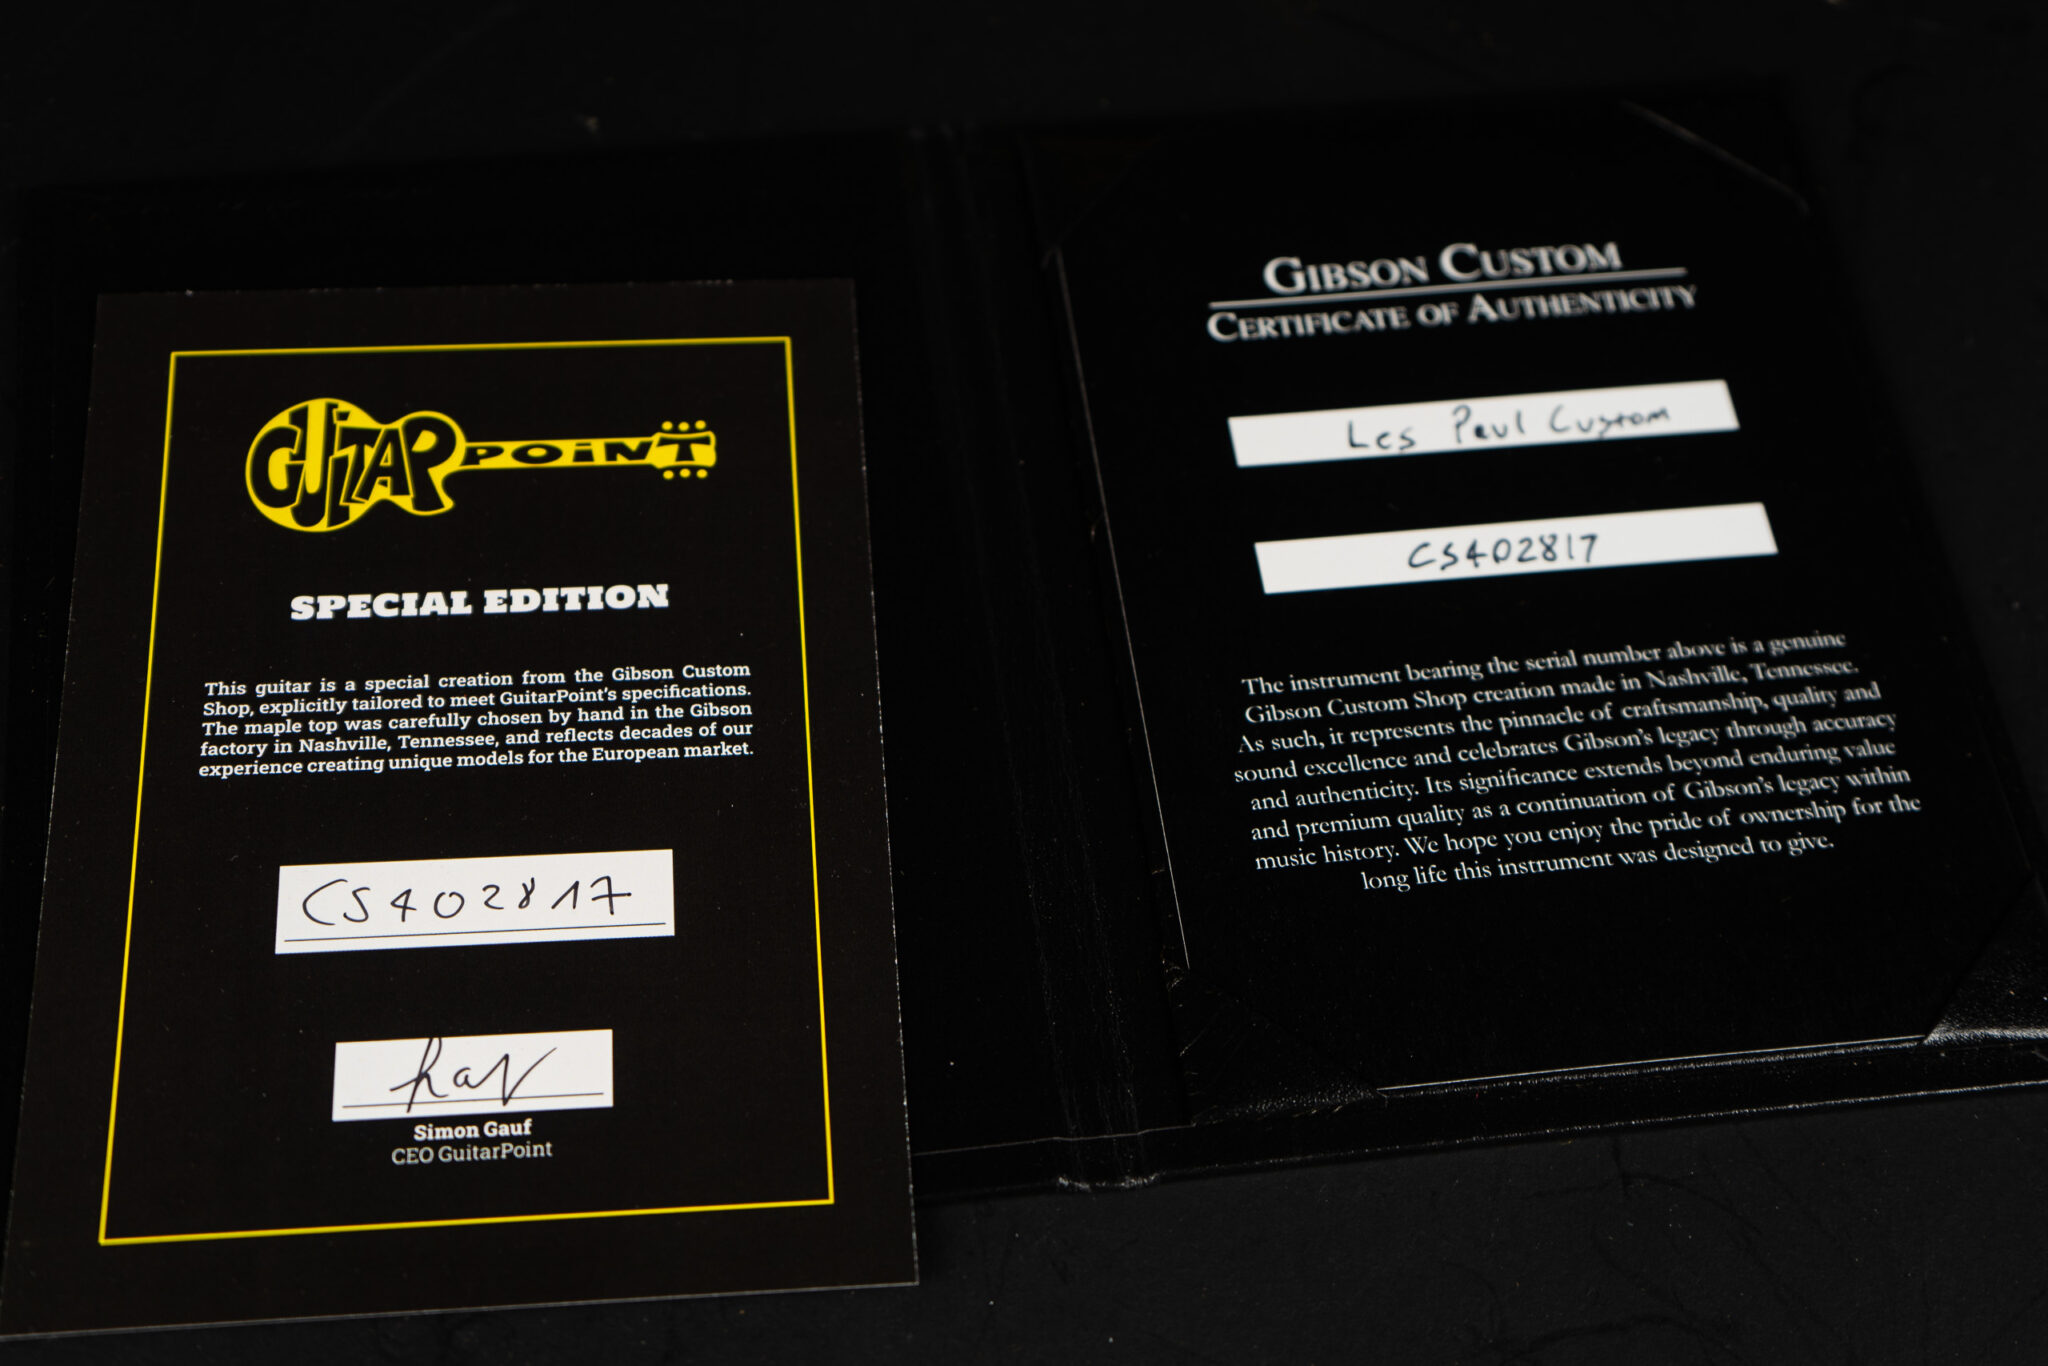 GUITARPOINT
SPECIAL EDITION
This guitar is a special creation from the Gibson Custom
Shop, explicitly tailored to meet GuitarPoint's specifications.
The maple top was carefully chosen by hand in the Gibson
factory in Nashville, Tennessee, and reflects decades of our
experience creating unique models for the European market.
CS402817
Simon Gauf
CEO GuitarPoint
GIBSON CUSTOM
CERTIFICATE OF AUTHENTICITY
Les Paul Custom
CS402817
The instrument bearing the serial number above is a genuine
Gibson Custom Shop creation made in Nashville, Tennessee.
As such, it represents the pinnacle of craftsmanship, quality and
sound excellence and celebrates Gibson's legacy through accuracy
and authenticity. Its significance extends beyond enduring value
and premium quality as a continuation of Gibson's legacy within
music history. We hope you enjoy the pride of ownership for the
long life this instrument was designed to give.